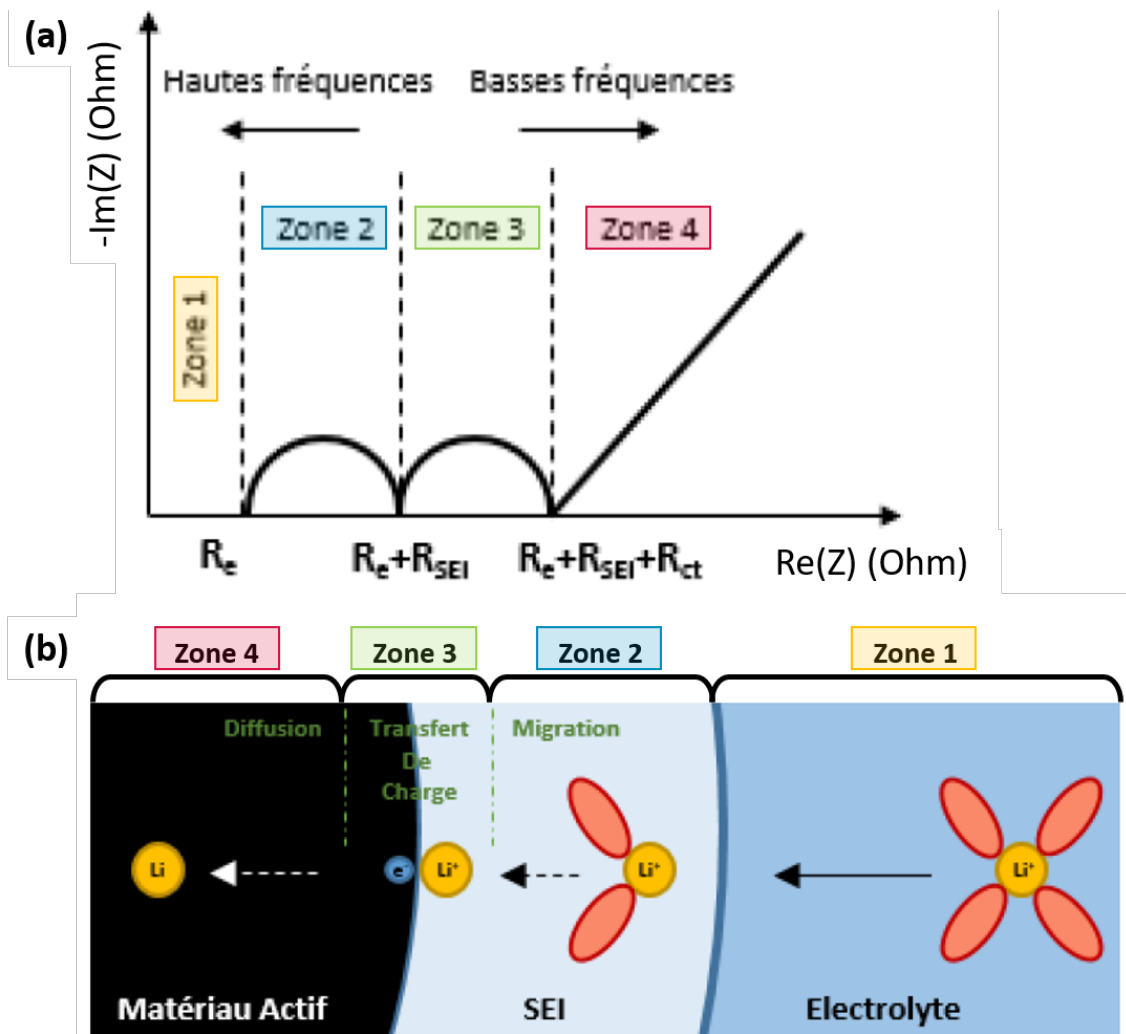 (a)
-Im(Z) (Ohm)
Hautes fréquences
Basses fréquences
Zone 1
Zone 2
Zone 3
Zone 4
Re
Re+RSEI
Re+RSEI+Rct
Re(Z) (Ohm)
(b)
Zone 4
Zone 3
Zone 2
Zone 1
Diffusion
Transfert
De
Charge
Migration
Li
e-
Li+
Li+
Li+
Matériau Actif
SEI
Electrolyte